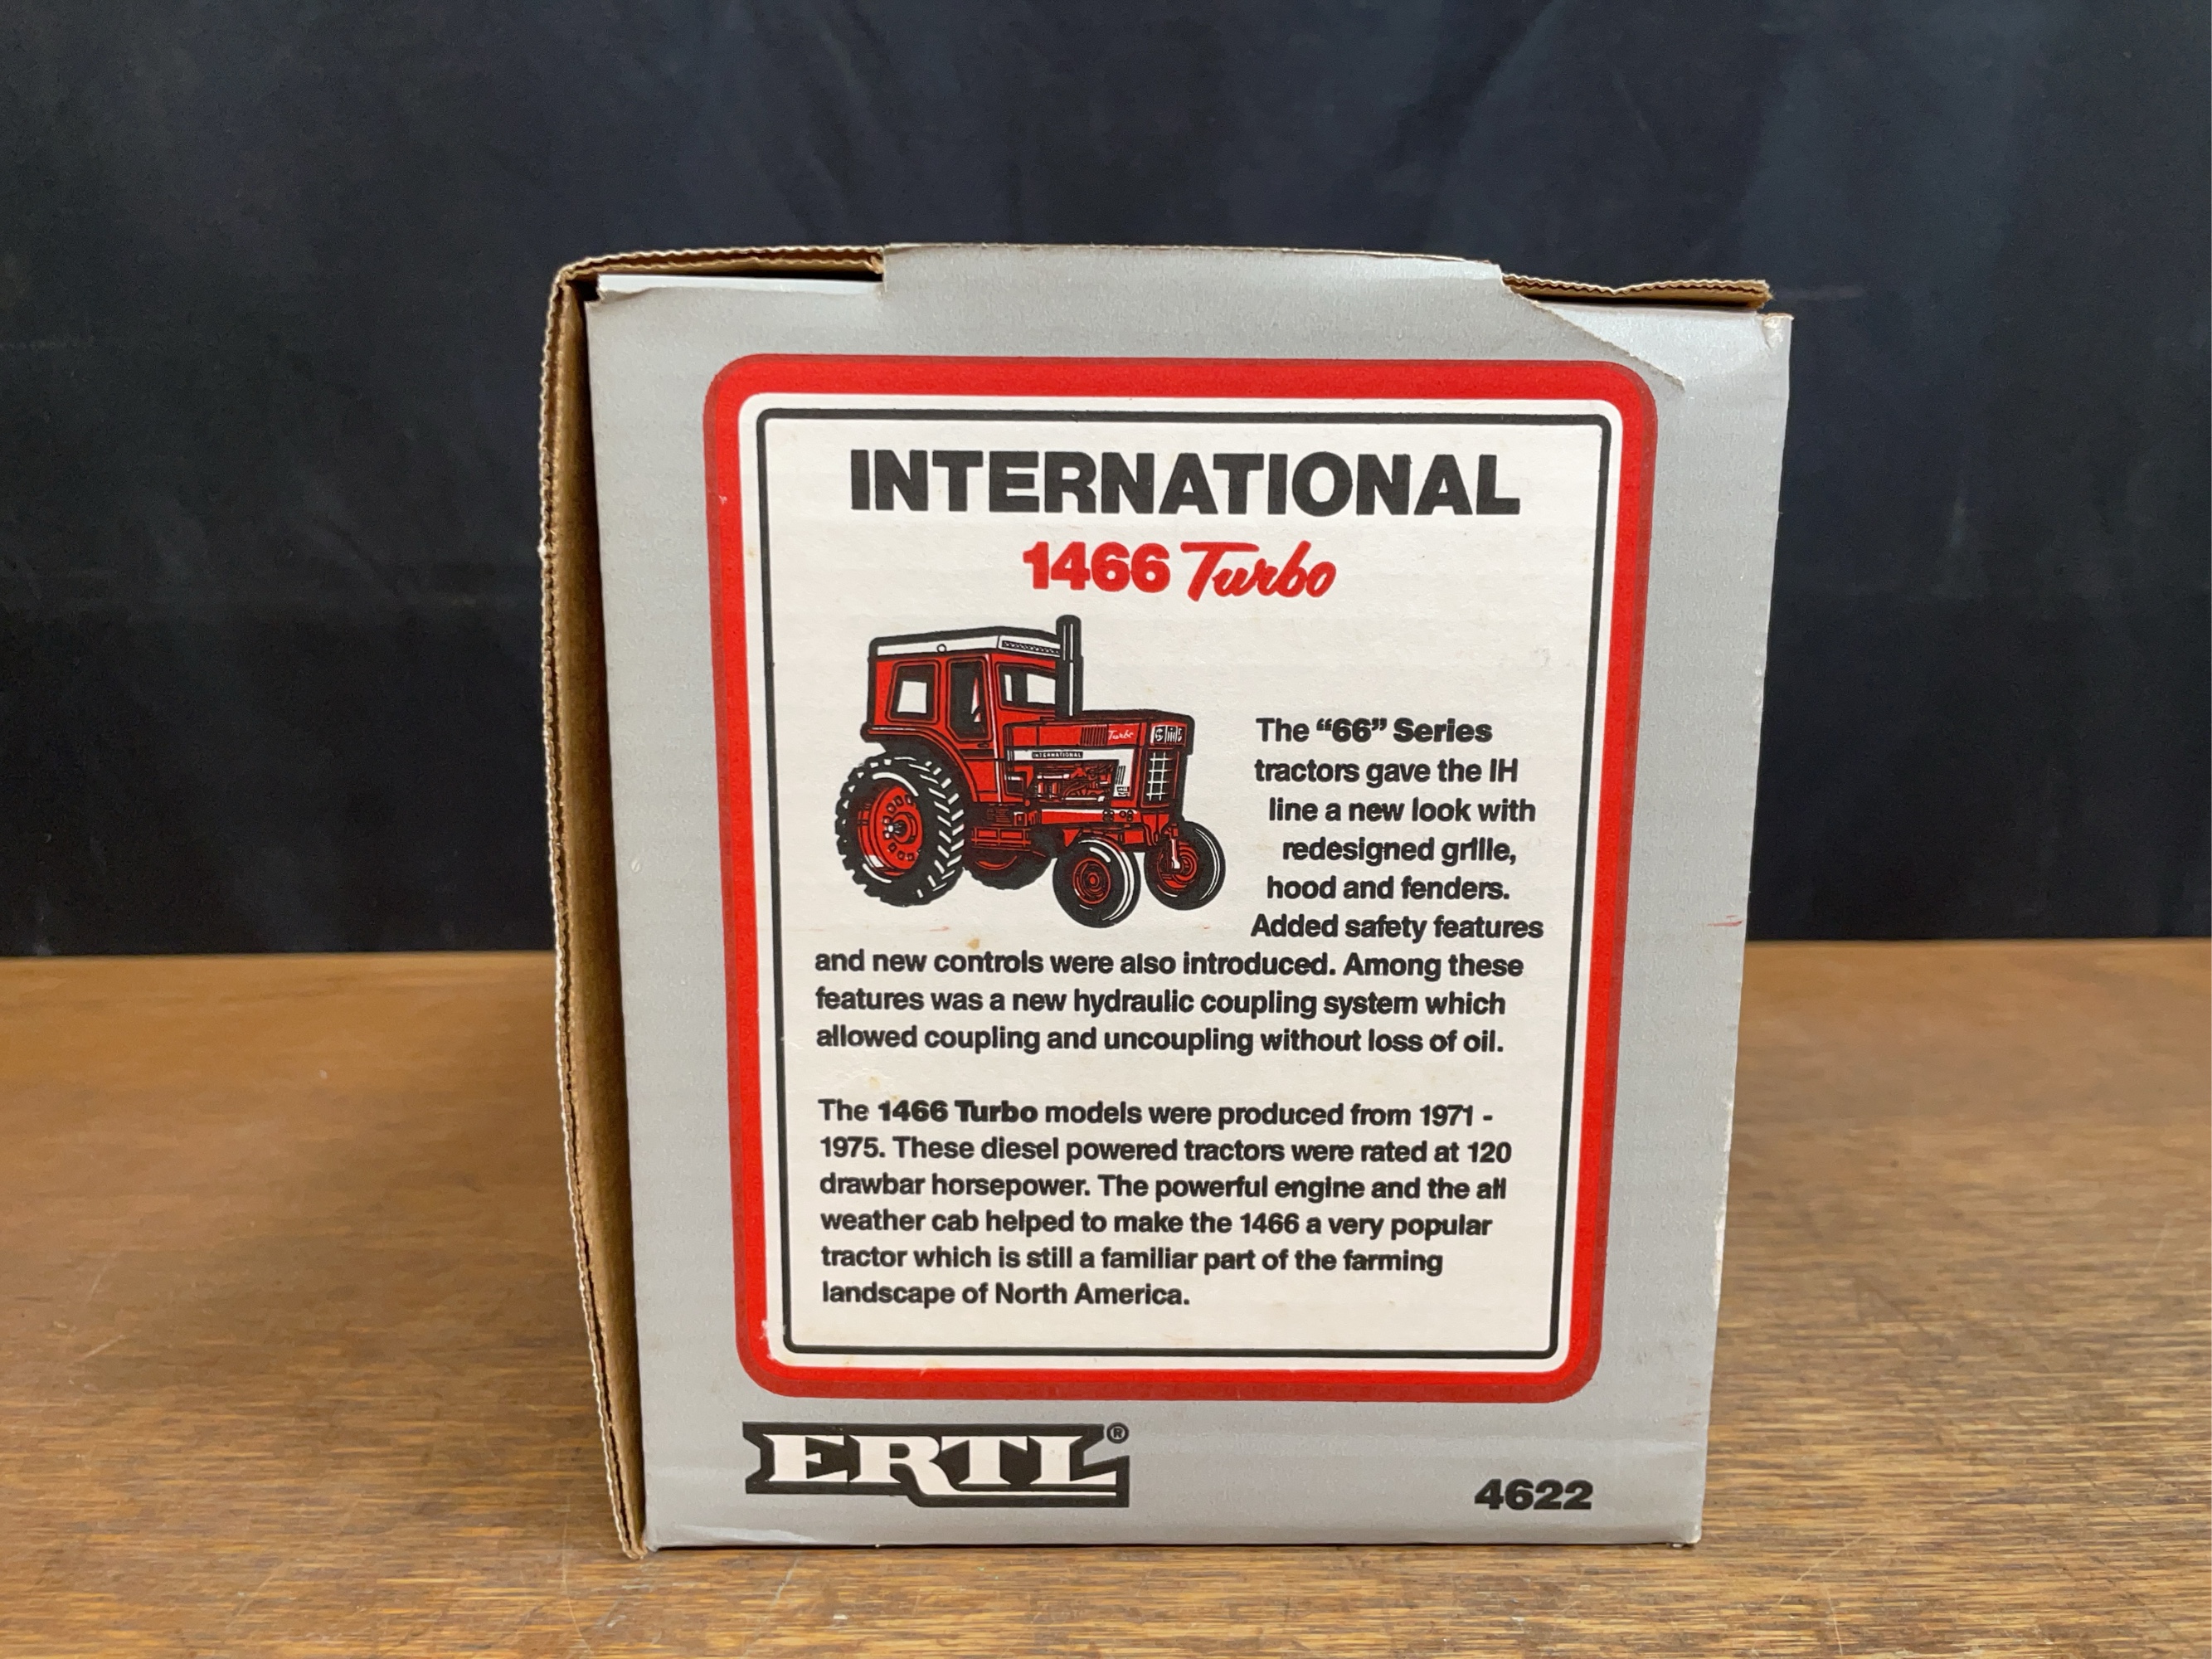 INTERNATIONAL
1466 Turbo
Turbo
INTERNATIONAL
The “66” Series
tractors gave the IH
line a new look with
redesigned grille,
hood and fenders.
Added safety features
and new controls were also introduced. Among these
features was a new hydraulic coupling system which
allowed coupling and uncoupling without loss of oil.
The 1466 Turbo models were produced from 1971 -
1975. These diesel powered tractors were rated at 120
drawbar horsepower. The powerful engine and the all
weather cab helped to make the 1466 a very popular
tractor which is still a familiar part of the farming
landscape of North America.
ERTL®
4622